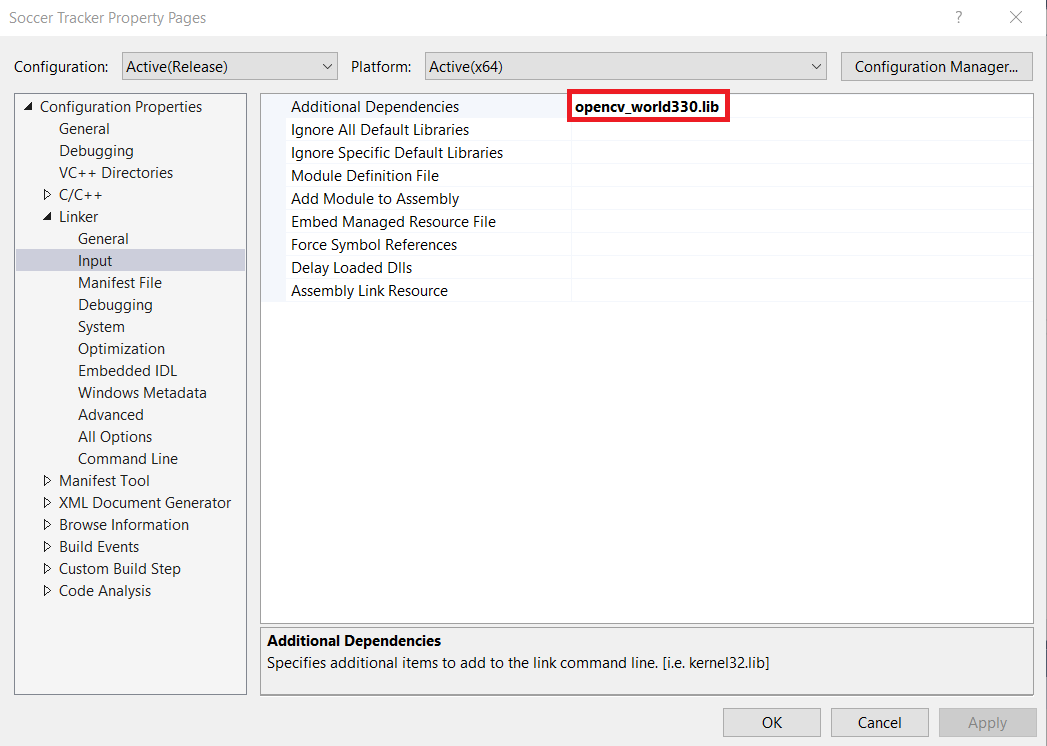 Soccer Tracker Property Pages ?
Configuration: Active(Release) Platform: Active(x64) Configuration Manager...
Configuration Properties
General
Debugging
VC++ Directories
C/C++
Linker
General
Input
Manifest File
Debugging
System
Optimization
Embedded IDL
Windows Metadata
Advanced
All Options
Command Line
Manifest Tool
XML Document Generator
Browse Information
Build Events
Custom Build Step
Code Analysis
Additional Dependencies opencv_world330.lib
Ignore All Default Libraries
Ignore Specific Default Libraries
Module Definition File
Add Module to Assembly
Embed Managed Resource File
Force Symbol References
Delay Loaded Dlls
Assembly Link Resource
Additional Dependencies
Specifies additional items to add to the link command line. [i.e. kernel32.lib]
OK Cancel Apply